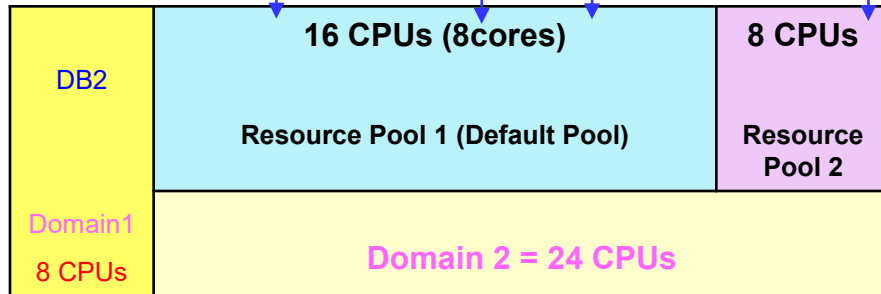 DB2
Domain1
8 CPUs
16 CPUs (8cores)
Resource Pool 1 (Default Pool)
8 CPUs
Resource
Pool 2
Domain 2 = 24 CPUs